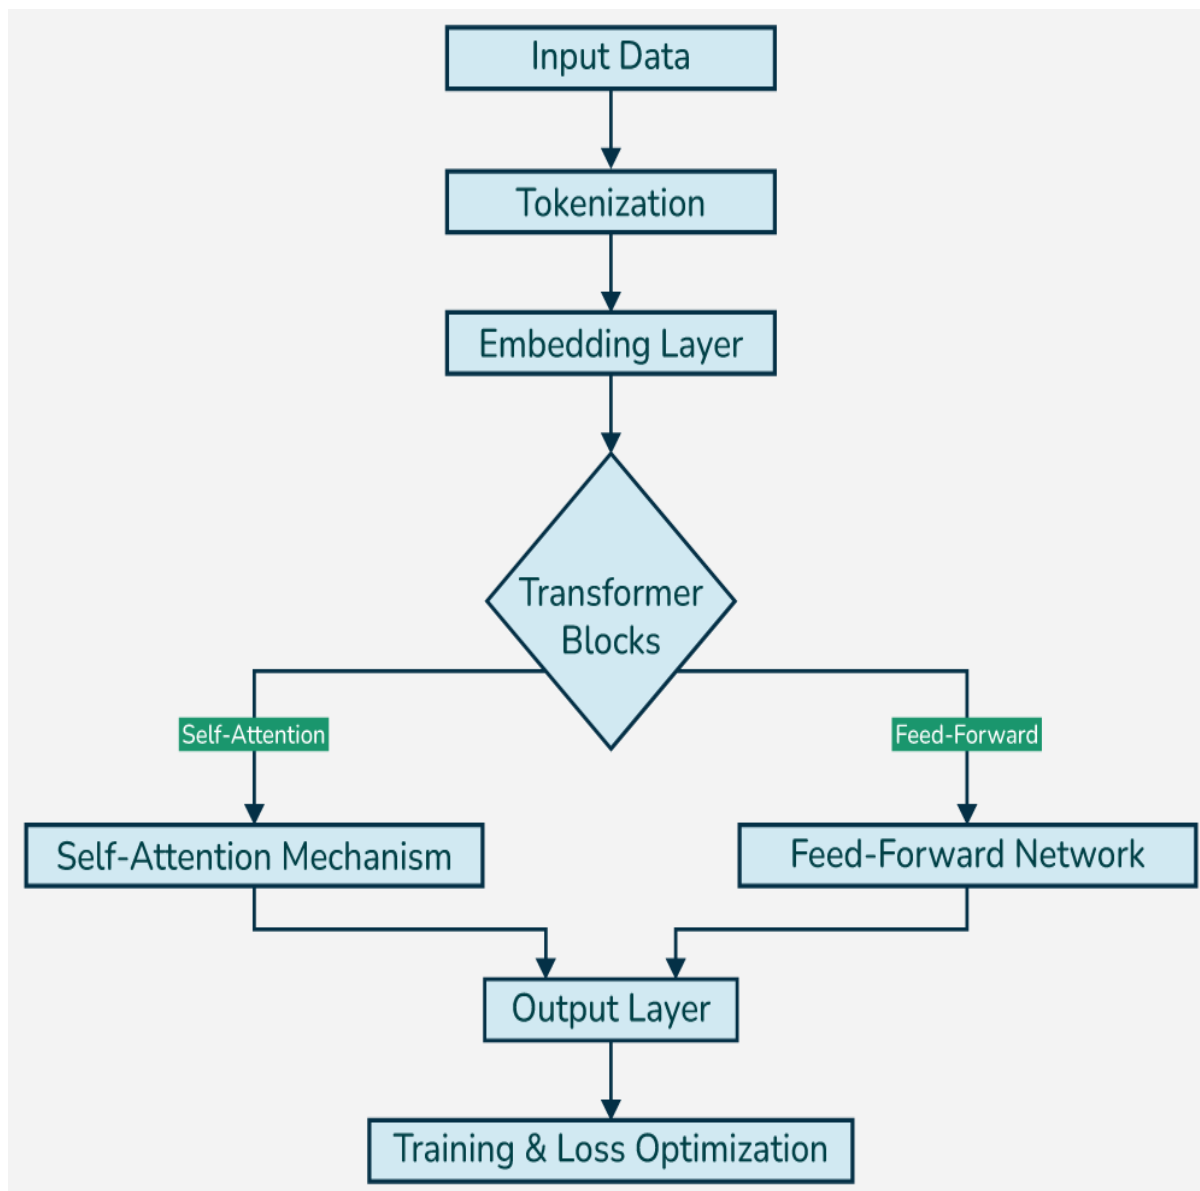 Input Data
Tokenization
Embedding Layer
Transformer
Blocks
Self-Attention
Feed-Forward
Self-Attention Mechanism
Feed-Forward Network
Output Layer
Training & Loss Optimization